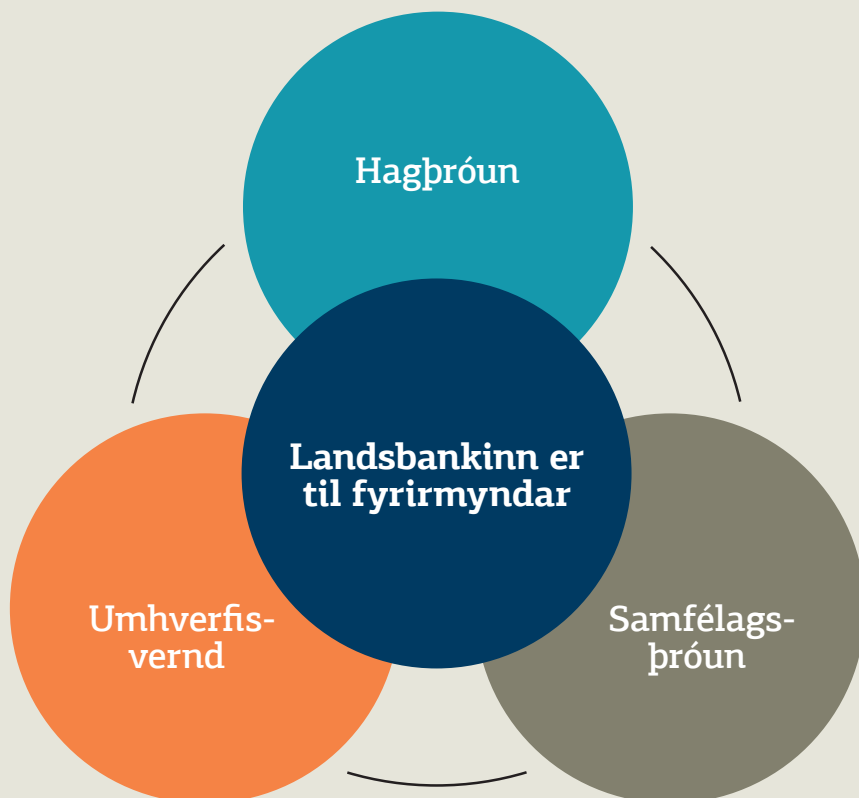 Hagþróun
Landsbankinn er
til fyrirmyndar
Umhverfis-
vernd
Samfélags-
þróun